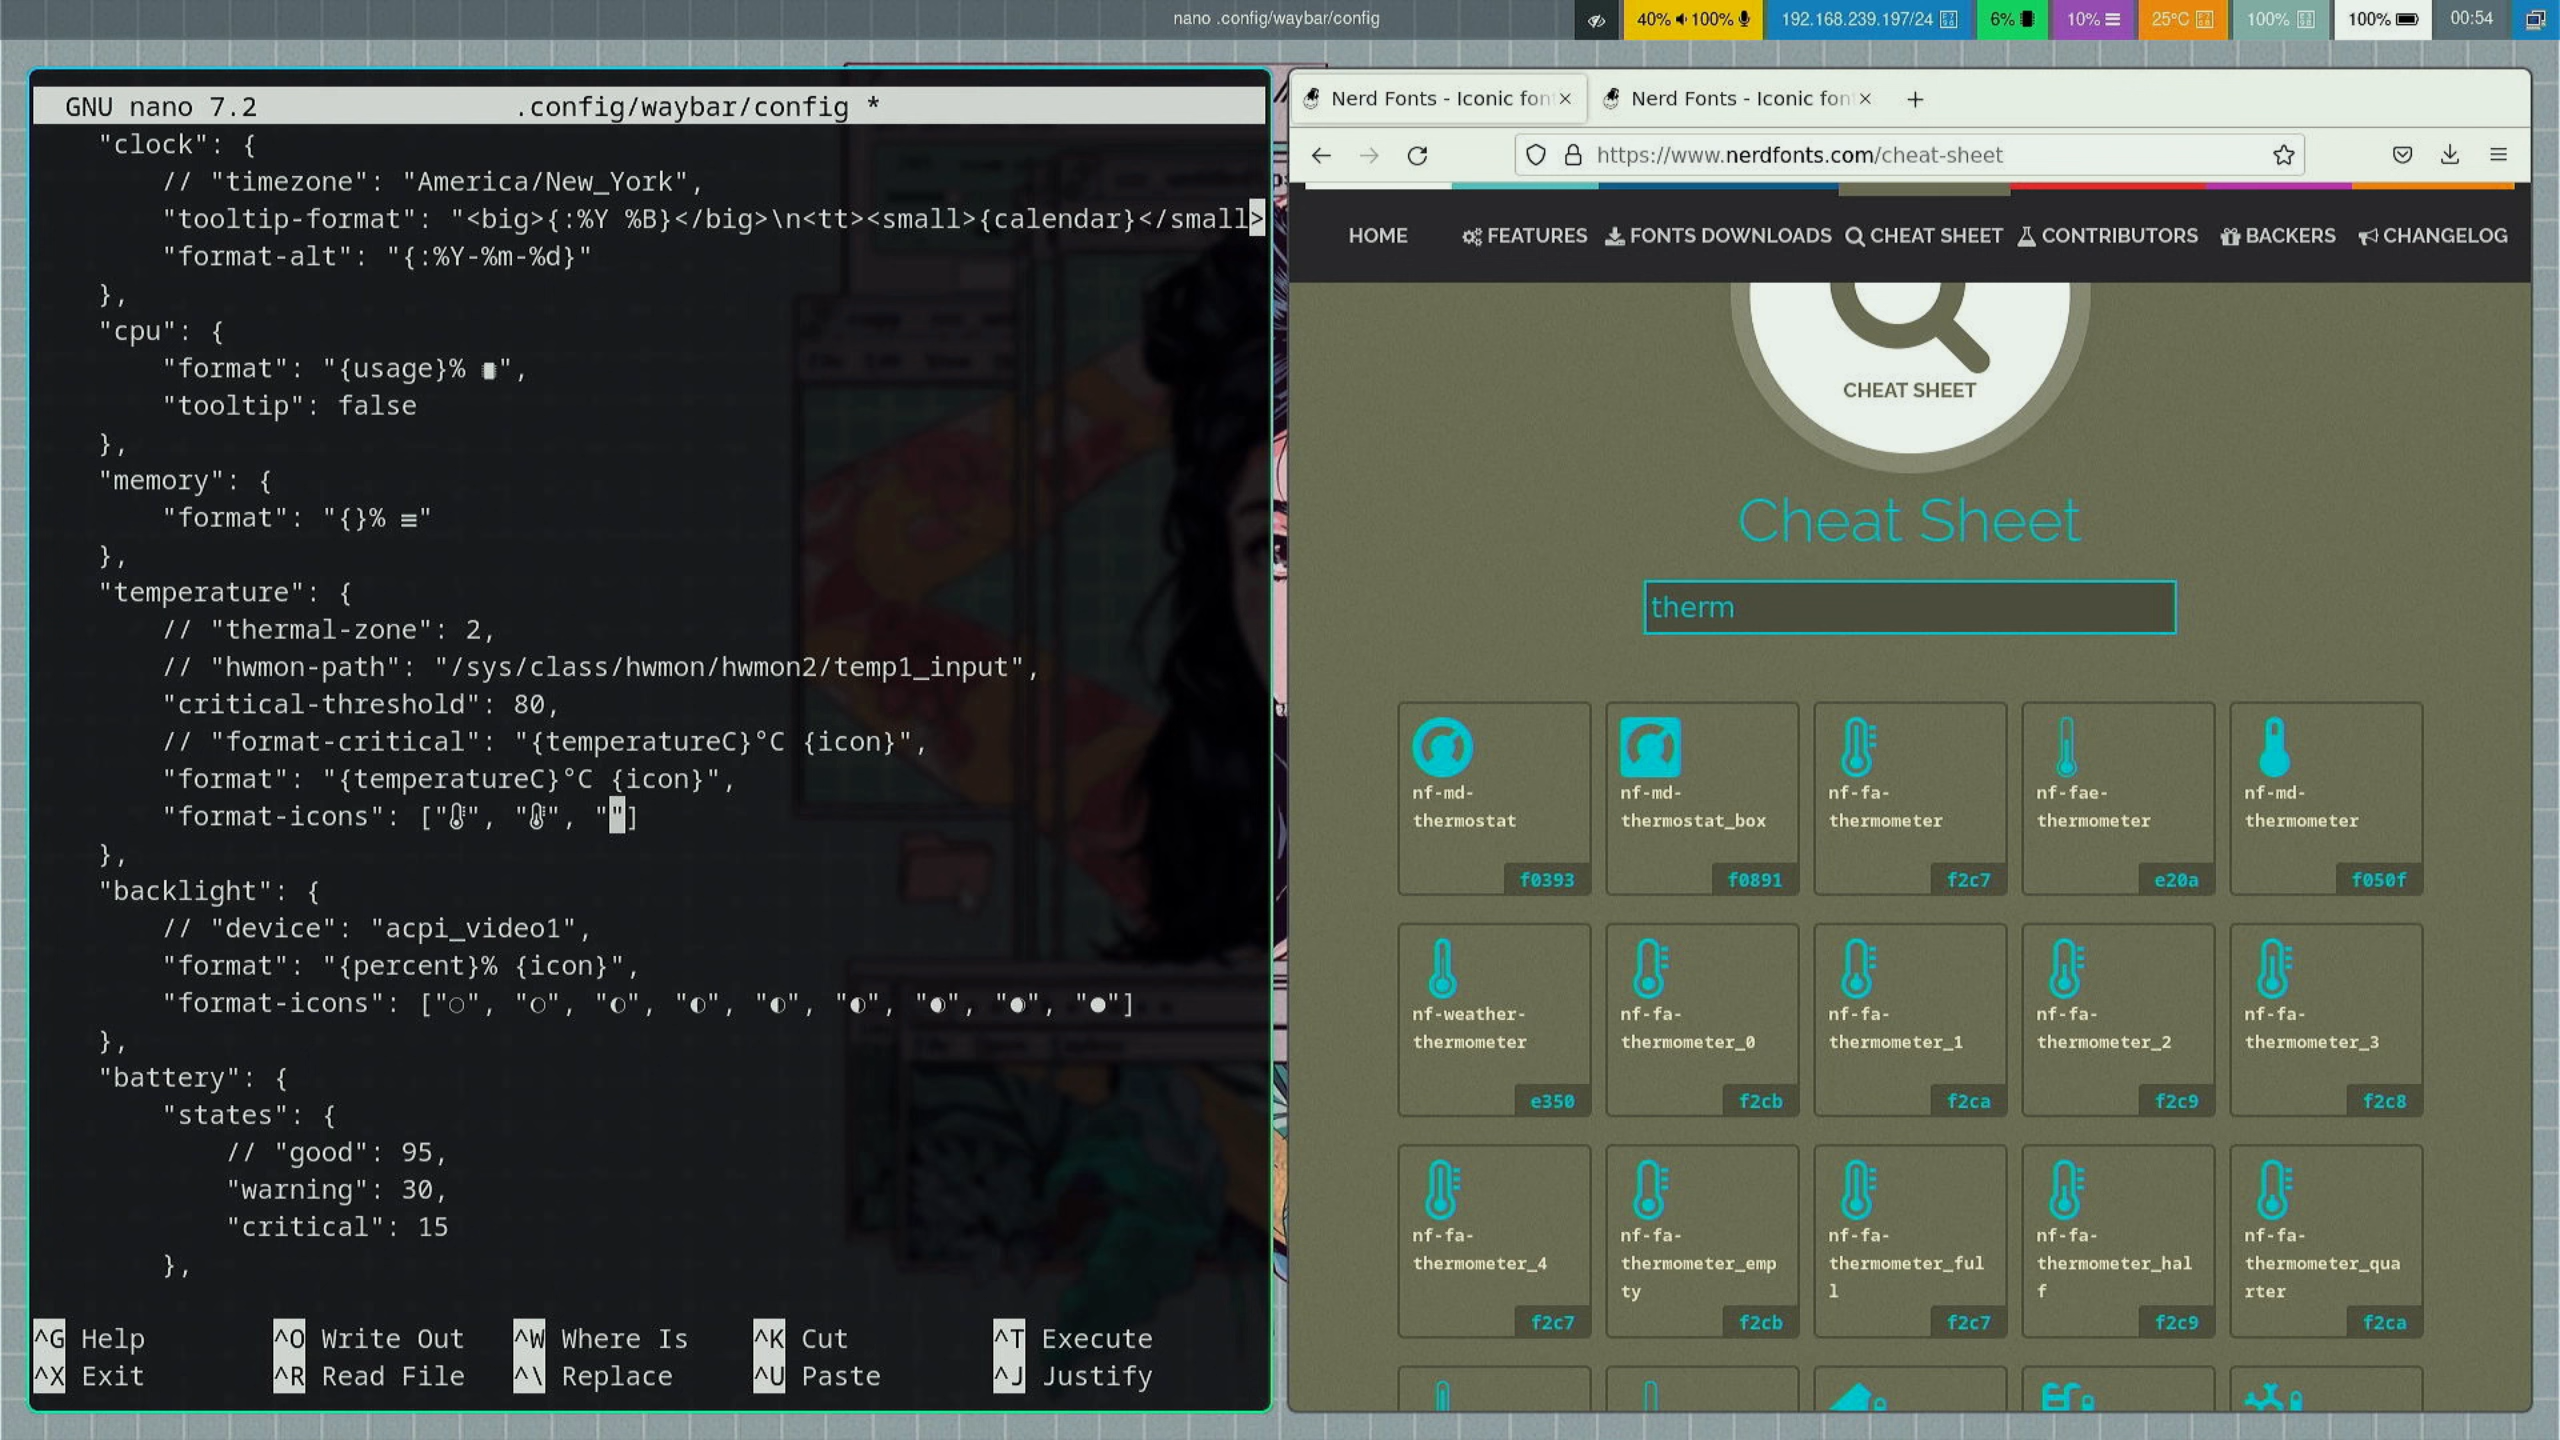 nano .config/waybar/config
40% 100%
192.168.239.197/24
6%
10%
25°C
100%
100%
00:54
GNU nano 7.2 .config/waybar/config *
"clock": {
// "timezone": "America/New_York",
"tooltip-format": "<big>{:%Y %B}</big>\n<tt><small>{calendar}</small>
"format-alt": "{:%Y-%m-%d}"
},
"cpu": {
"format": "{usage}% ",
"tooltip": false
},
"memory": {
"format": "{}% "
},
"temperature": {
// "thermal-zone": 2,
// "hwmon-path": "/sys/class/hwmon/hwmon2/temp1_input",
"critical-threshold": 80,
// "format-critical": "{temperatureC}°C {icon}",
"format": "{temperatureC}°C {icon}",
"format-icons": ["", "", ""]
},
"backlight": {
// "device": "acpi_video1",
"format": "{percent}% {icon}",
"format-icons": ["", "", "", "", "", "", "", "", ""]
},
"battery": {
"states": {
// "good": 95,
"warning": 30,
"critical": 15
},
^G Help ^O Write Out ^W Where Is ^K Cut ^T Execute
^X Exit ^R Read File ^\ Replace ^U Paste ^J Justify
Nerd Fonts - Iconic fon
Nerd Fonts - Iconic fon
https://www.nerdfonts.com/cheat-sheet
HOME FEATURES FONTS DOWNLOADS CHEAT SHEET CONTRIBUTORS BACKERS CHANGELOG
CHEAT SHEET
Cheat Sheet
therm
nf-md-
thermostat
f0393
nf-md-
thermostat_box
f0891
nf-fa-
thermometer
f2c7
nf-fae-
thermometer
e20a
nf-md-
thermometer
f050f
nf-weather-
thermometer
e350
nf-fa-
thermometer_0
f2cb
nf-fa-
thermometer_1
f2ca
nf-fa-
thermometer_2
f2c9
nf-fa-
thermometer_3
f2c8
nf-fa-
thermometer_4
f2c7
nf-fa-
thermometer_emp
ty
f2cb
nf-fa-
thermometer_ful
l
f2c7
nf-fa-
thermometer_hal
f
f2c9
nf-fa-
thermometer_qua
rter
f2ca